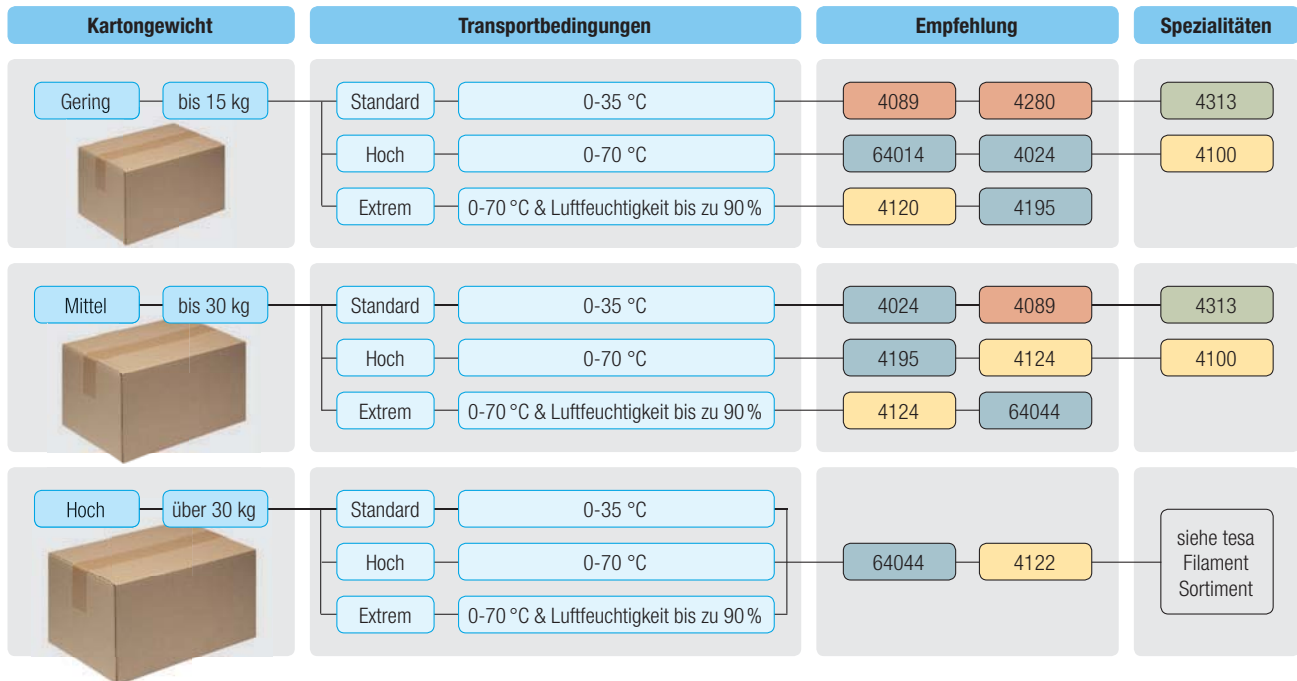 Kartongewicht Transportbedingungen Empfehlung Spezialitäten
Gering bis 15 kg Standard 0-35 °C 4089 4280 4313
Hoch 0-70 °C 64014 4024 4100
Extrem 0-70 °C & Luftfeuchtigkeit bis zu 90 % 4120 4195
Mittel bis 30 kg Standard 0-35 °C 4024 4089 4313
Hoch 0-70 °C 4195 4124 4100
Extrem 0-70 °C & Luftfeuchtigkeit bis zu 90 % 4124 64044
Hoch über 30 kg Standard 0-35 °C
Hoch 0-70 °C 64044 4122
Extrem 0-70 °C & Luftfeuchtigkeit bis zu 90 %
siehe tesa
Filament
Sortiment